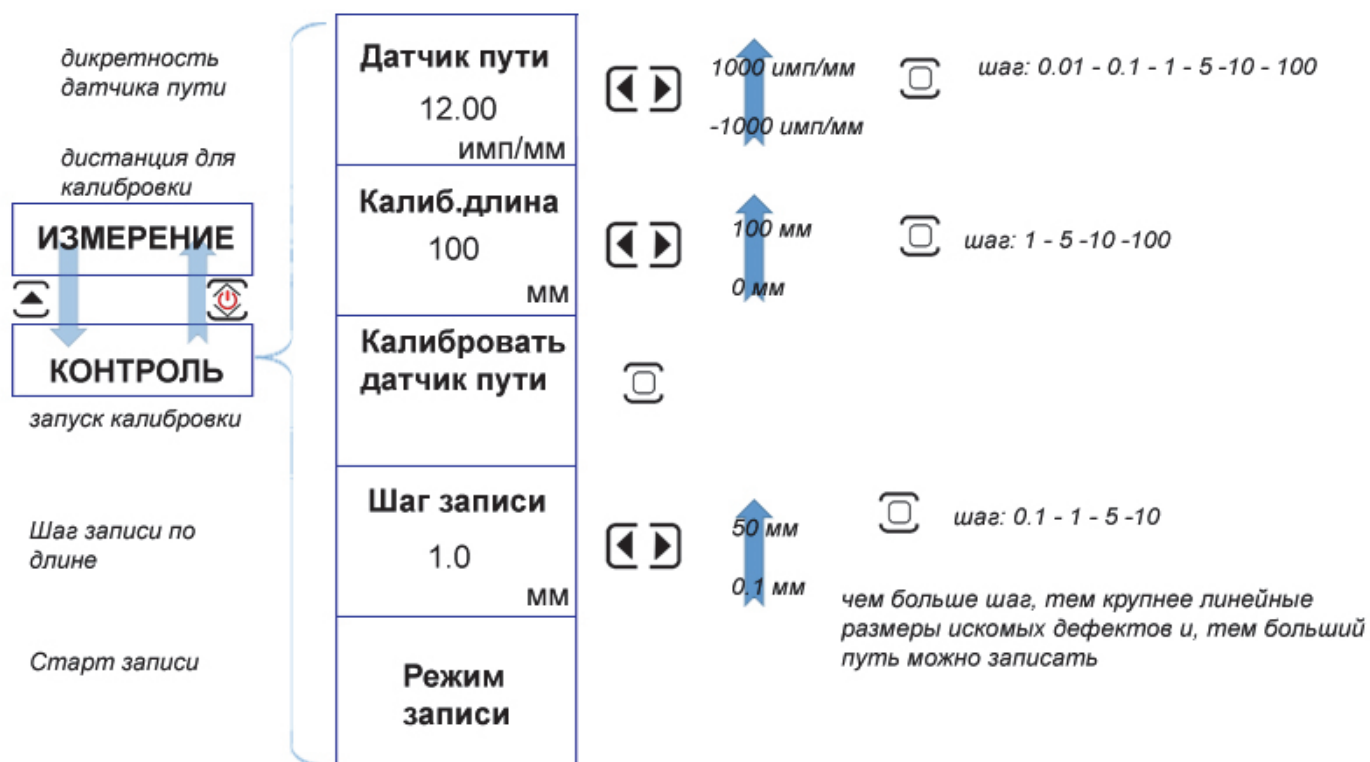 дикретность
датчика пути
дистанция для
калибровки
ИЗМЕРЕНИЕ
КОНТРОЛЬ
запуск калибровки
Шаг записи по
длине
Старт записи
Датчик пути
12.00
имп/мм
1000 имп/мм
-1000 имп/мм
шаг: 0.01 - 0.1 - 1 - 5 -10 - 100
Калиб.длина
100
мм
100 мм
0 мм
шаг: 1 - 5 -10 -100
Калибровать
датчик пути
Шаг записи
1.0
мм
50 мм
0.1 мм
шаг: 0.1 - 1 - 5 -10
чем больше шаг, тем крупнее линейные
размеры искомых дефектов и, тем больший
путь можно записать
Режим
записи